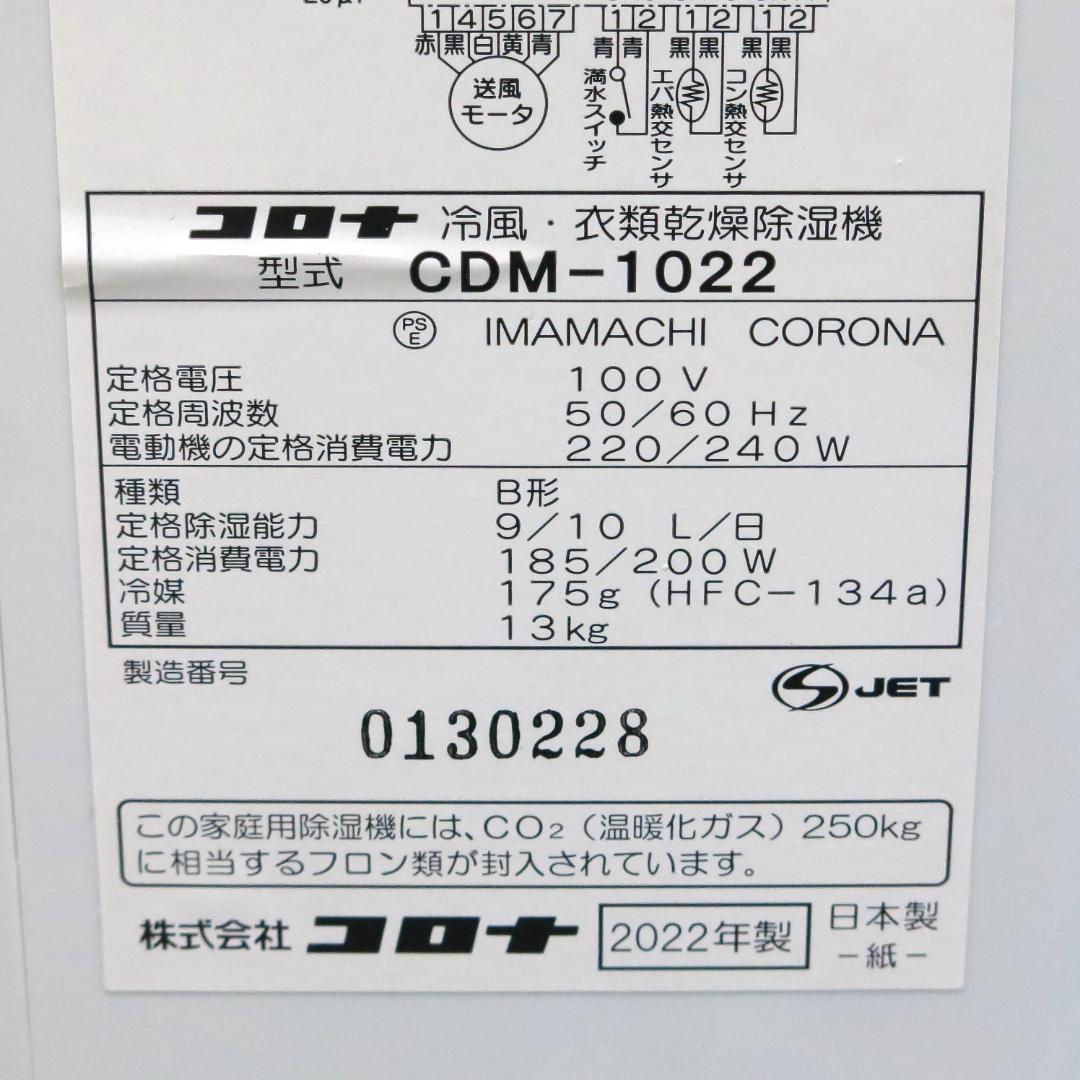 1 4 5 6 7 1 2 1 2 1 2
赤 黒 白 黄 青 青 青 黒 黒 黒 黒
送風
モータ
満水スイッチ
エバ熱交センサ
コン熱交センサ
コロナ 冷風・衣類乾燥除湿機
型式 CDM-1022
PS E IMAMACHI CORONA
定格電圧 100V
定格周波数 50/60Hz
電動機の定格消費電力 220/240W
種類 B形
定格除湿能力 9/10 L/日
定格消費電力 185/200W
冷媒 175g (HFC-134a)
質量 13kg
製造番号
S JET
0130228
この家庭用除湿機には、CO₂（温暖化ガス）250kg
に相当するフロン類が封入されています。
株式会社 コロナ 2022年製 日本製
-紙-